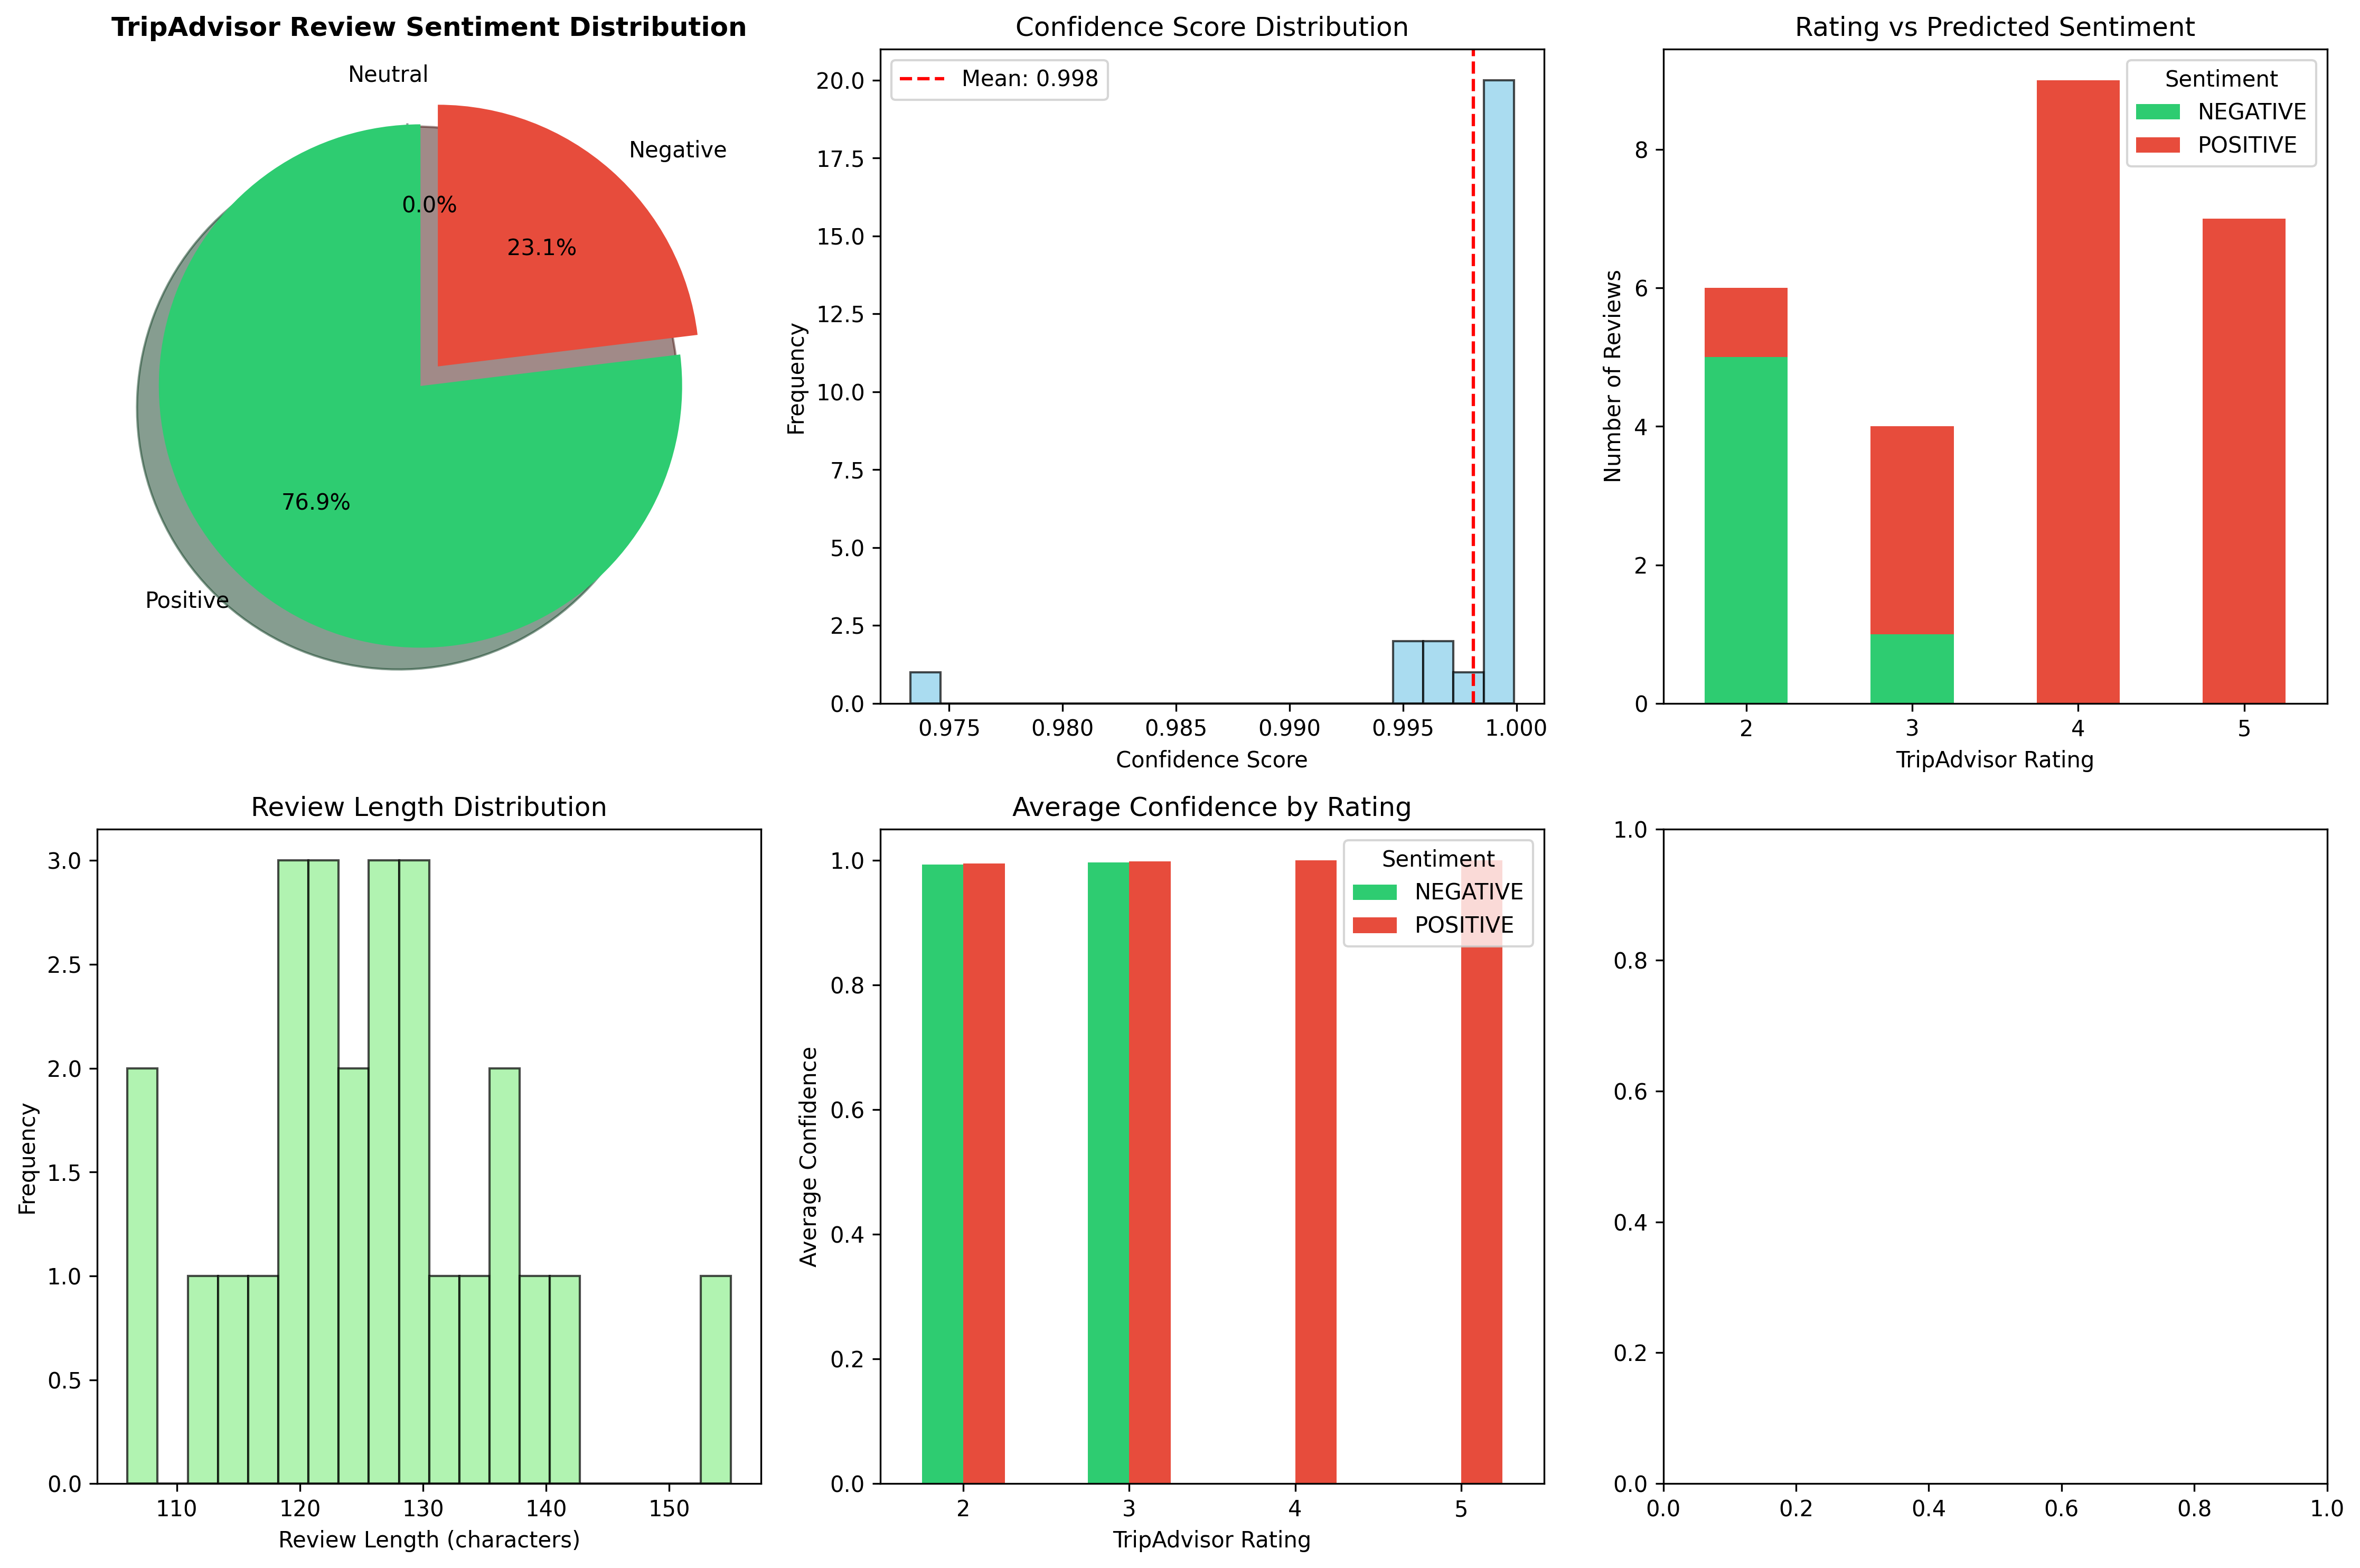 TripAdvisor Review Sentiment Distribution
Neutral
Negative
0.0%
23.1%
76.9%
Positive
Confidence Score Distribution
Mean: 0.998
Frequency
20.0
17.5
15.0
12.5
10.0
7.5
5.0
2.5
0.0
0.975 0.980 0.985 0.990 0.995 1.000
Confidence Score
Rating vs Predicted Sentiment
Sentiment
NEGATIVE
POSITIVE
Number of Reviews
8
6
4
2
0
2 3 4 5
TripAdvisor Rating
Review Length Distribution
Frequency
3.0
2.5
2.0
1.5
1.0
0.5
0.0
110 120 130 140 150
Review Length (characters)
Average Confidence by Rating
Sentiment
NEGATIVE
POSITIVE
Average Confidence
1.0
0.8
0.6
0.4
0.2
0.0
2 3 4 5
TripAdvisor Rating
1.0
0.8
0.6
0.4
0.2
0.0
0.0 0.2 0.4 0.6 0.8 1.0